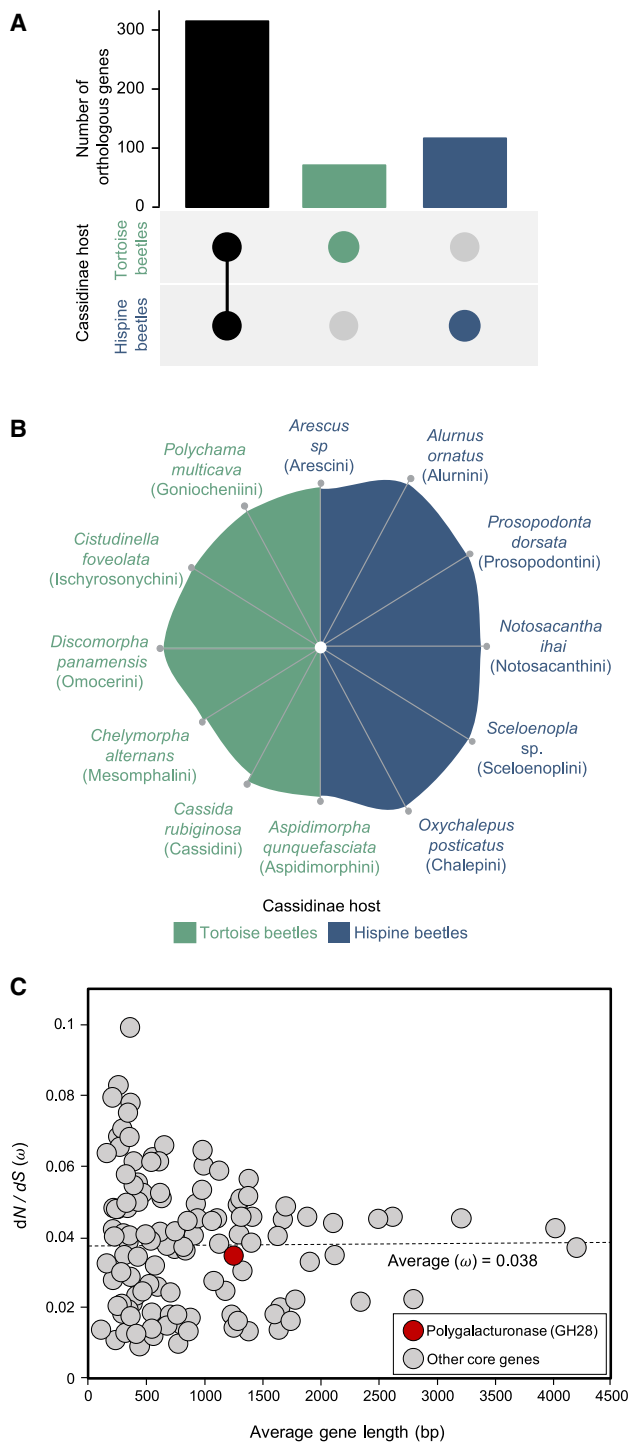 A
Number of
orthologous genes
300
200
100
0
Cassidinae host
Tortoise
beetles
Hispine
beetles
B
Arescus
sp
(Arescini)
Alurnus
ornatus
(Alurnini)
Polychama
multicava
(Goniocheniini)
Prosopodonta
dorsata
(Prosopodontini)
Cistudinella
foveolata
(Ischyrosonychini)
Notosacantha
ihai
(Notosacanthini)
Discomorpha
panamensis
(Omocerini)
Sceloenopla
sp.
(Sceloenoplini)
Chelymorpha
alternans
(Mesomphalini)
Cassida
rubiginosa
(Cassidini)
Aspidimorpha
qunquefasciata
(Aspidimorphini)
Oxychalepus
posticatus
(Chalepini)
Cassidinae host
Tortoise beetles
Hispine beetles
C
dN / dS (ω)
0.1
0.08
0.06
0.04
0.02
0
Average (ω) = 0.038
Polygalacturonase (GH28)
Other core genes
0 500 1000 1500 2000 2500 3000 3500 4000 4500
Average gene length (bp)